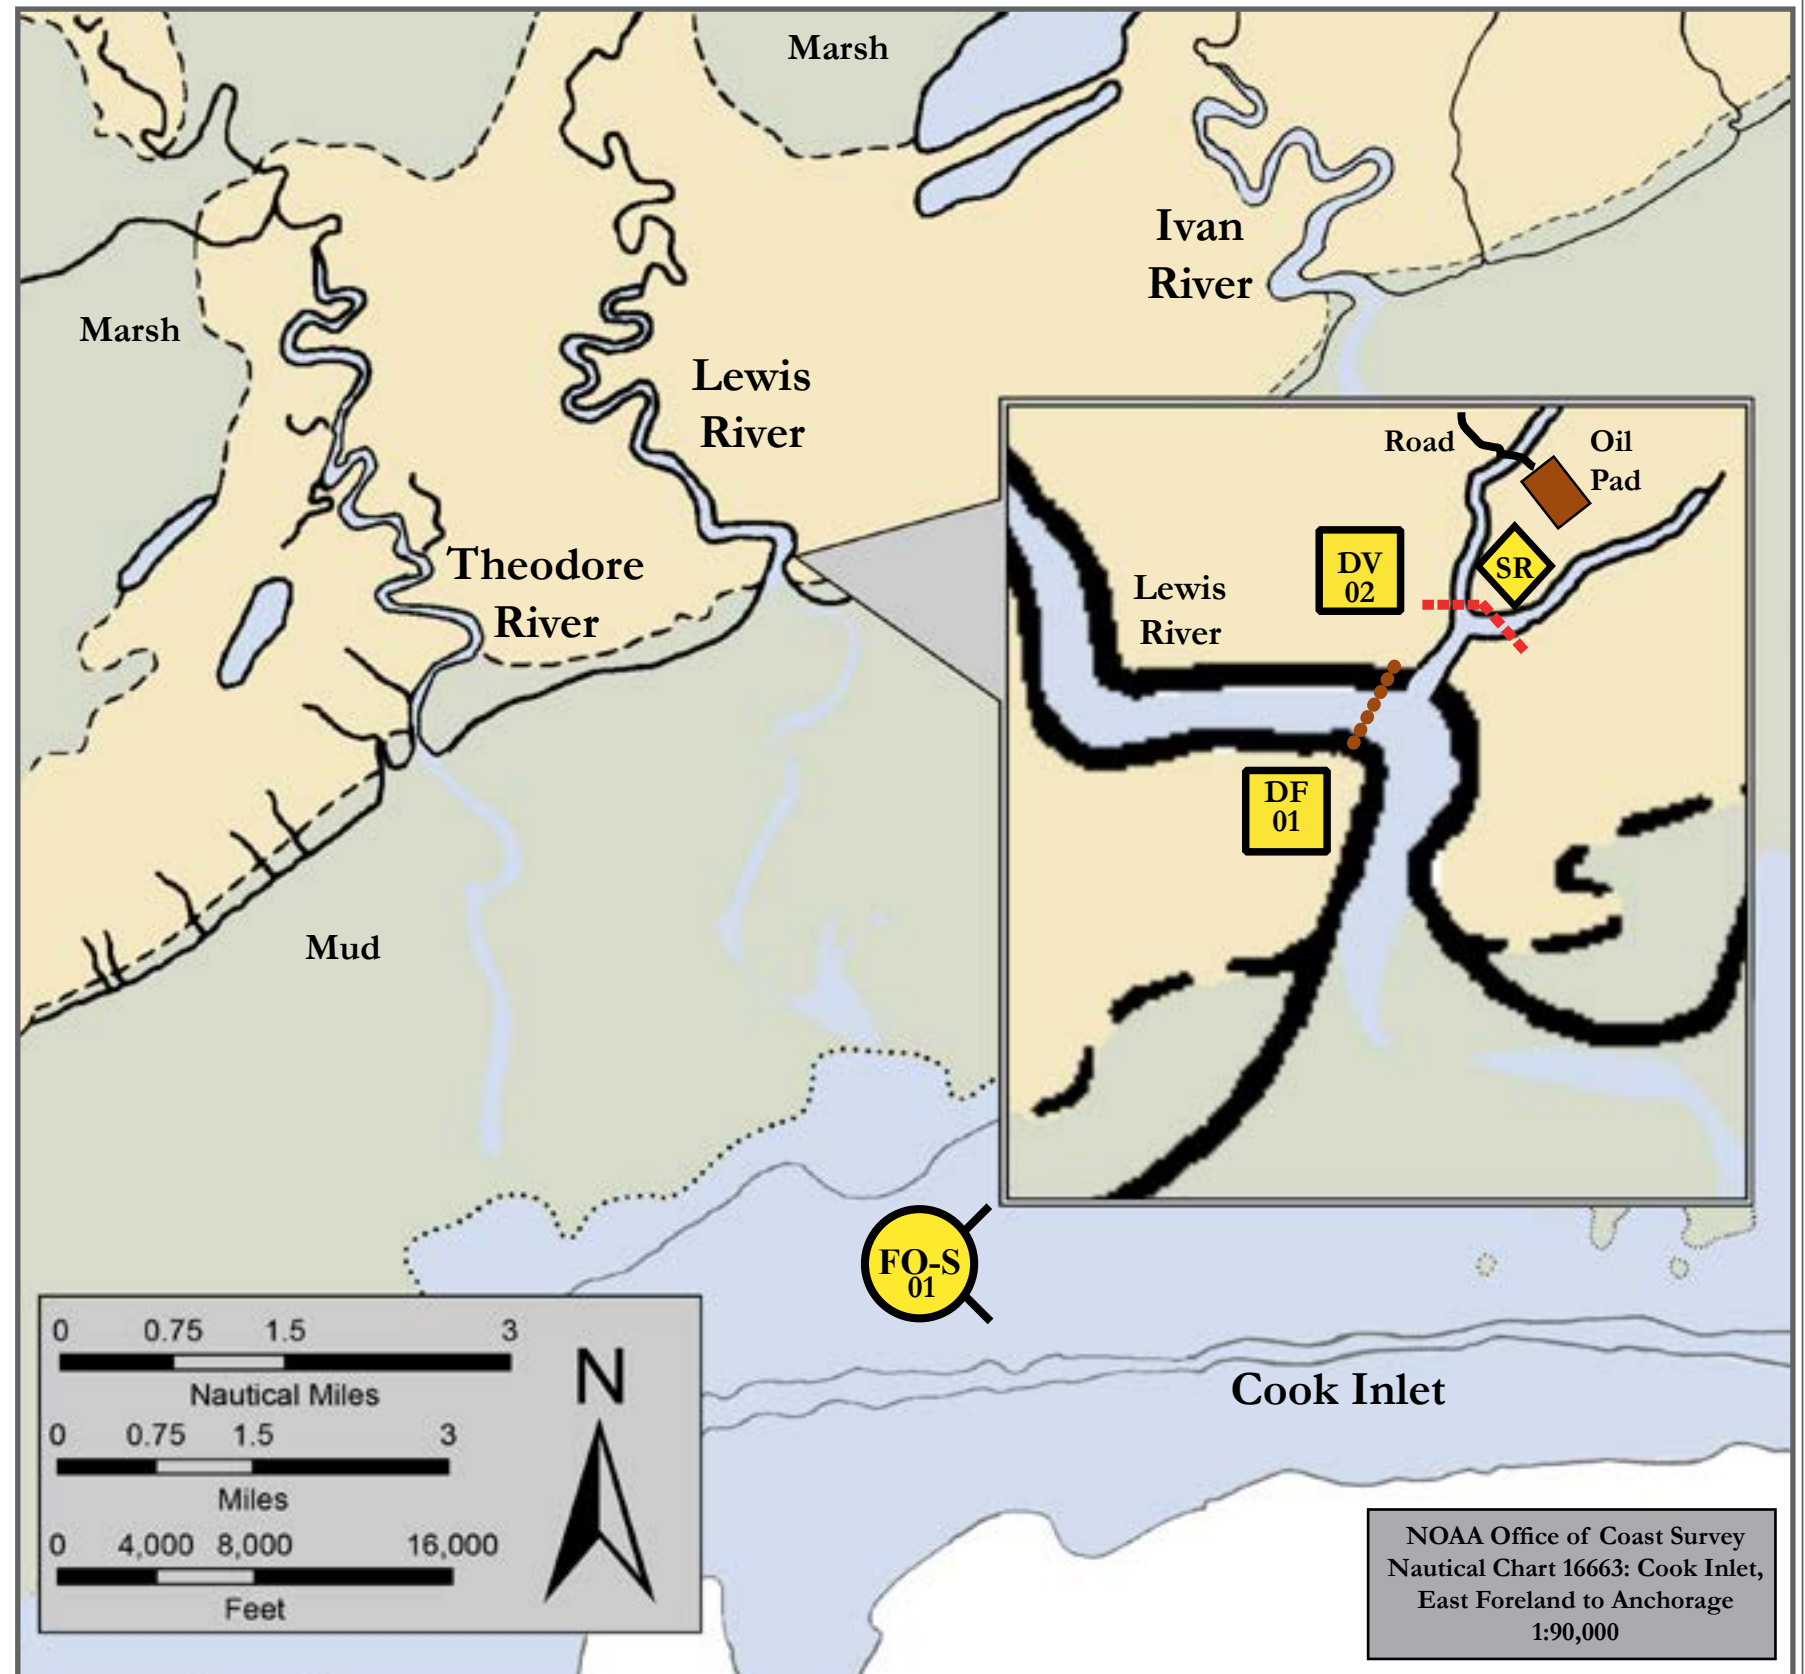 Marsh
Ivan
River
Marsh
Lewis
River
Road
Oil
Pad
DV
02
SR
Lewis
River
Theodore
River
DF
01
Mud
FO-S
01
0 0.75 1.5 3
Nautical Miles
0 0.75 1.5 3
Miles
0 4,000 8,000 16,000
Feet
N
Cook Inlet
NOAA Office of Coast Survey
Nautical Chart 16663: Cook Inlet,
East Foreland to Anchorage
1:90,000